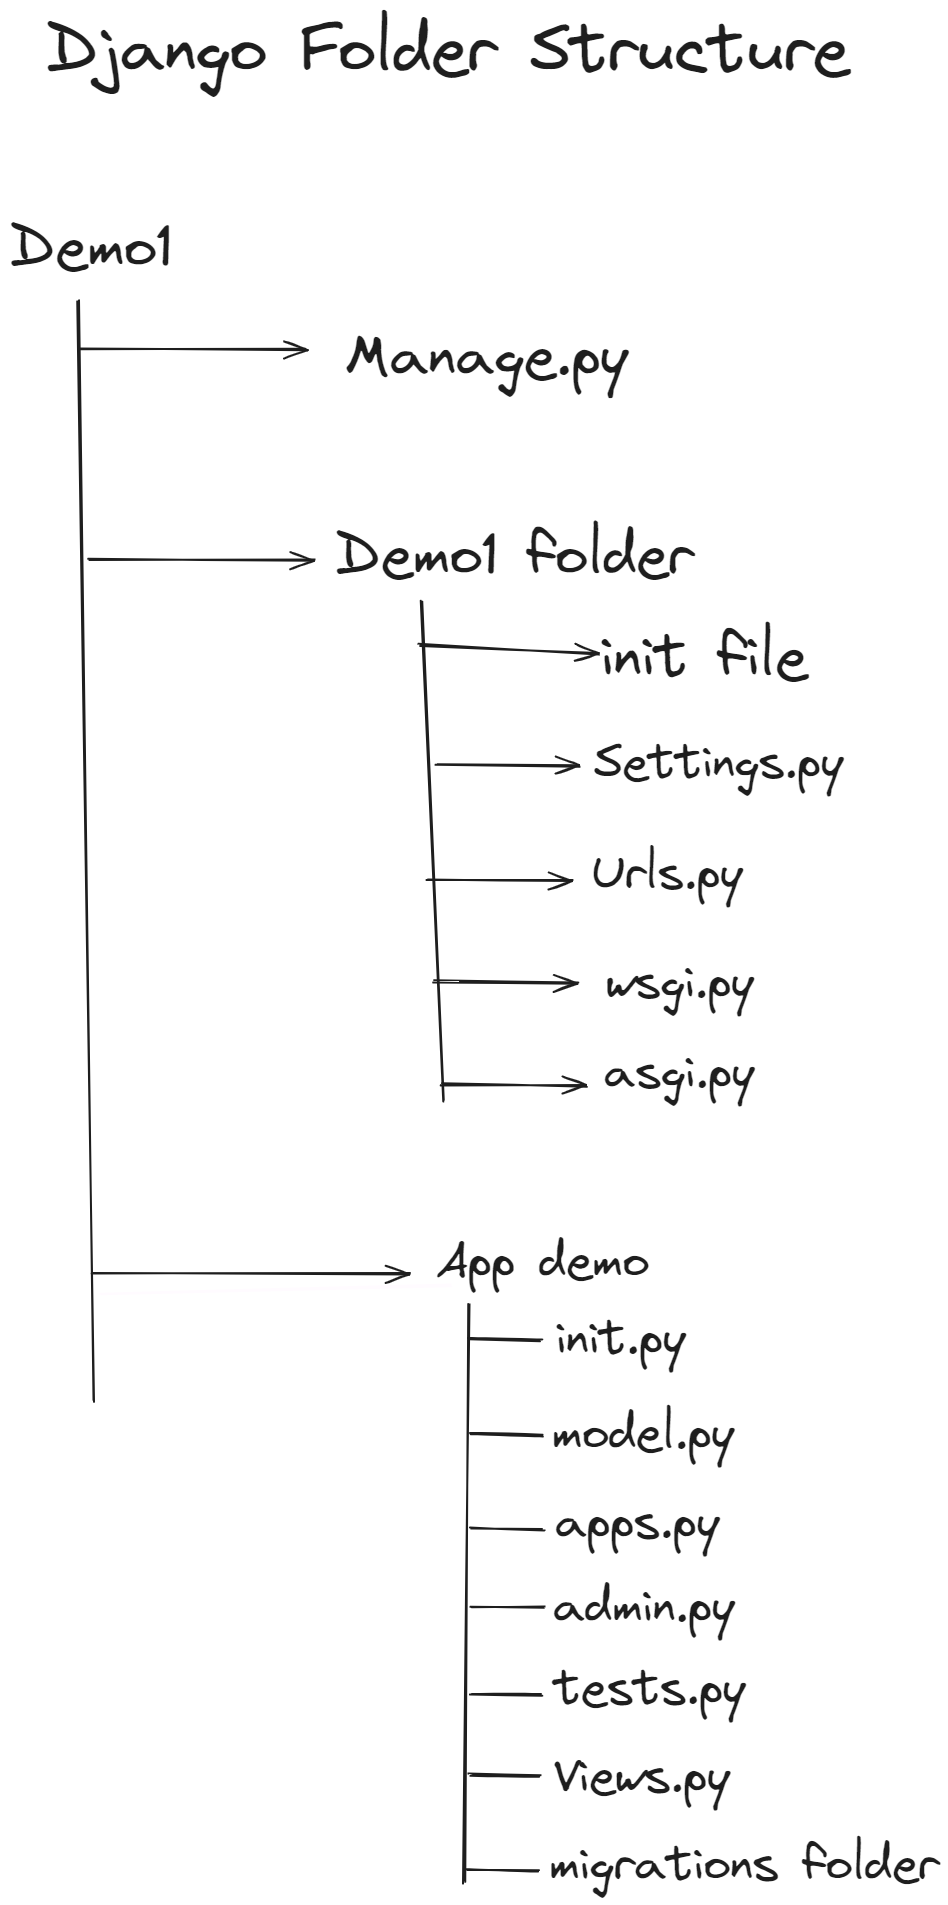 Django Folder Structure
Demo1
Manage.py
Demo1 folder
init file
Settings.py
Urls.py
wsgi.py
asgi.py
App demo
init.py
model.py
apps.py
admin.py
tests.py
Views.py
migrations folder